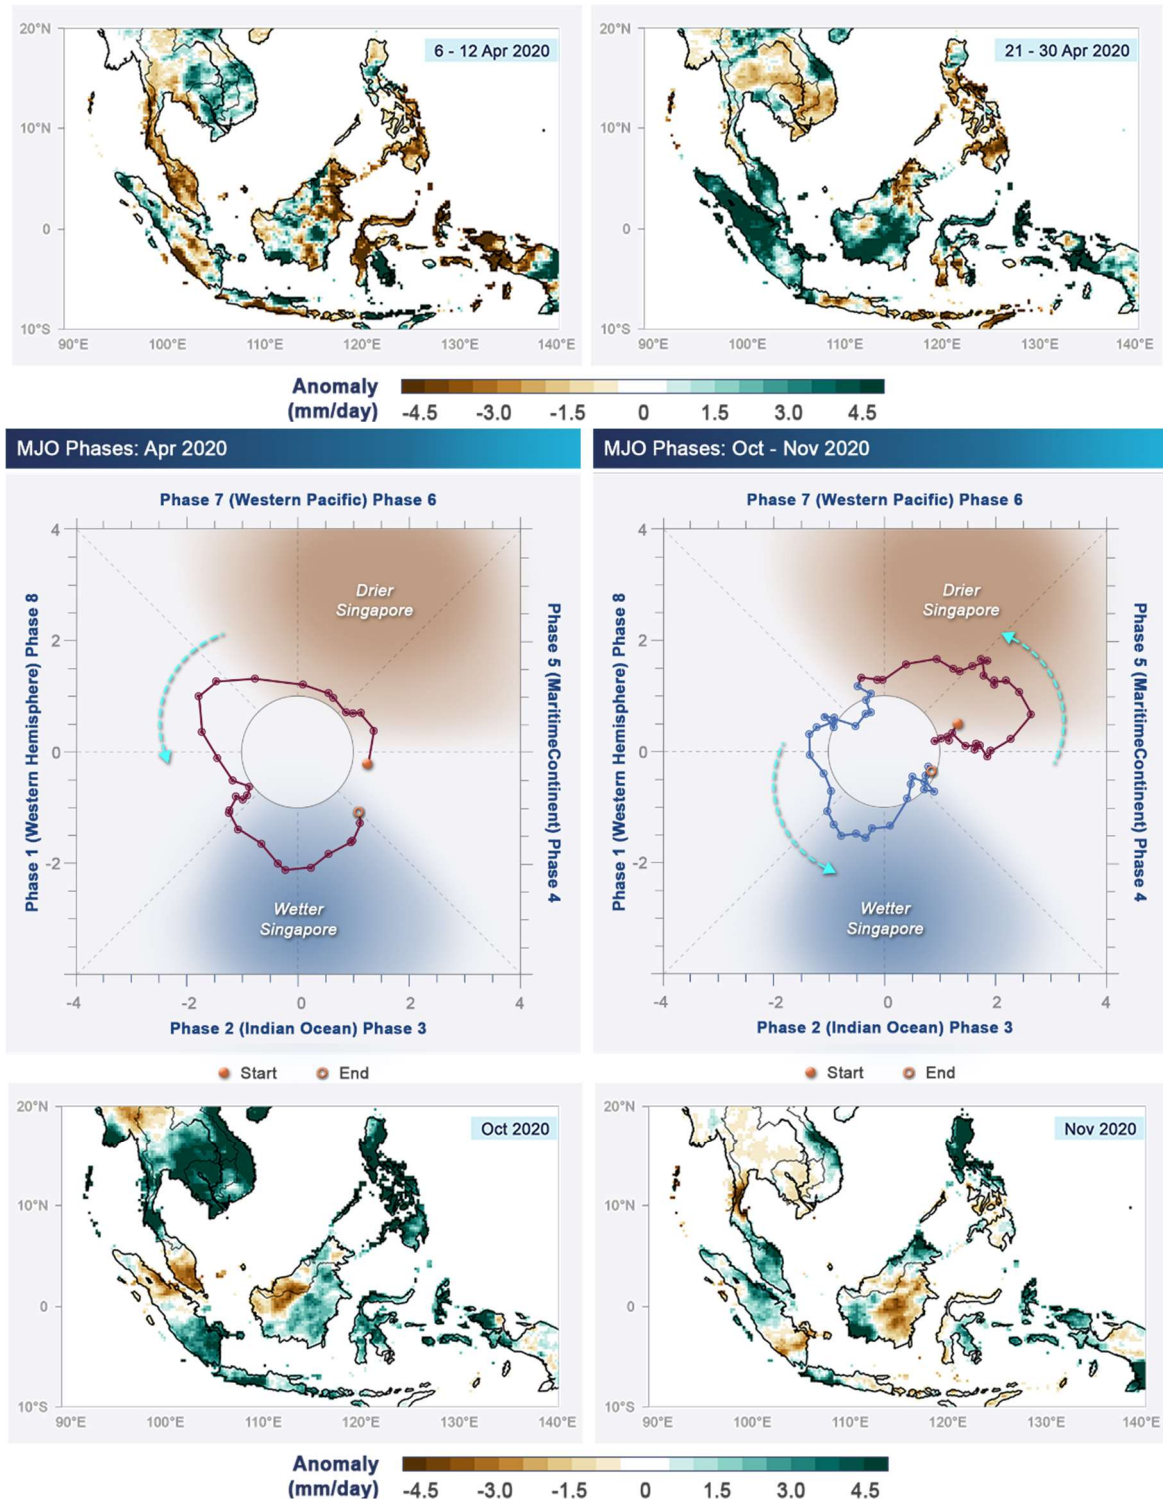 20°N
10°N
0
10°S
6 - 12 Apr 2020
90°E 100°E 110°E 120°E 130°E 140°E
20°N
10°N
0
10°S
21 - 30 Apr 2020
90°E 100°E 110°E 120°E 130°E 140°E
Anomaly
(mm/day)
-4.5 -3.0 -1.5 0 1.5 3.0 4.5
MJO Phases: Apr 2020
Phase 7 (Western Pacific) Phase 6
Phase 1 (Western Hemisphere) Phase 8
Phase 5 (MaritimeContinent) Phase 4
4
2
0
-2
Drier
Singapore
Wetter
Singapore
-4 -2 0 2 4
Phase 2 (Indian Ocean) Phase 3
Start End
MJO Phases: Oct - Nov 2020
Phase 7 (Western Pacific) Phase 6
Phase 1 (Western Hemisphere) Phase 8
Phase 5 (MaritimeContinent) Phase 4
4
2
0
-2
Drier
Singapore
Wetter
Singapore
-4 -2 0 2 4
Phase 2 (Indian Ocean) Phase 3
Start End
20°N
10°N
0
10°S
Oct 2020
90°E 100°E 110°E 120°E 130°E 140°E
20°N
10°N
0
10°S
Nov 2020
90°E 100°E 110°E 120°E 130°E 140°E
Anomaly
(mm/day)
-4.5 -3.0 -1.5 0 1.5 3.0 4.5